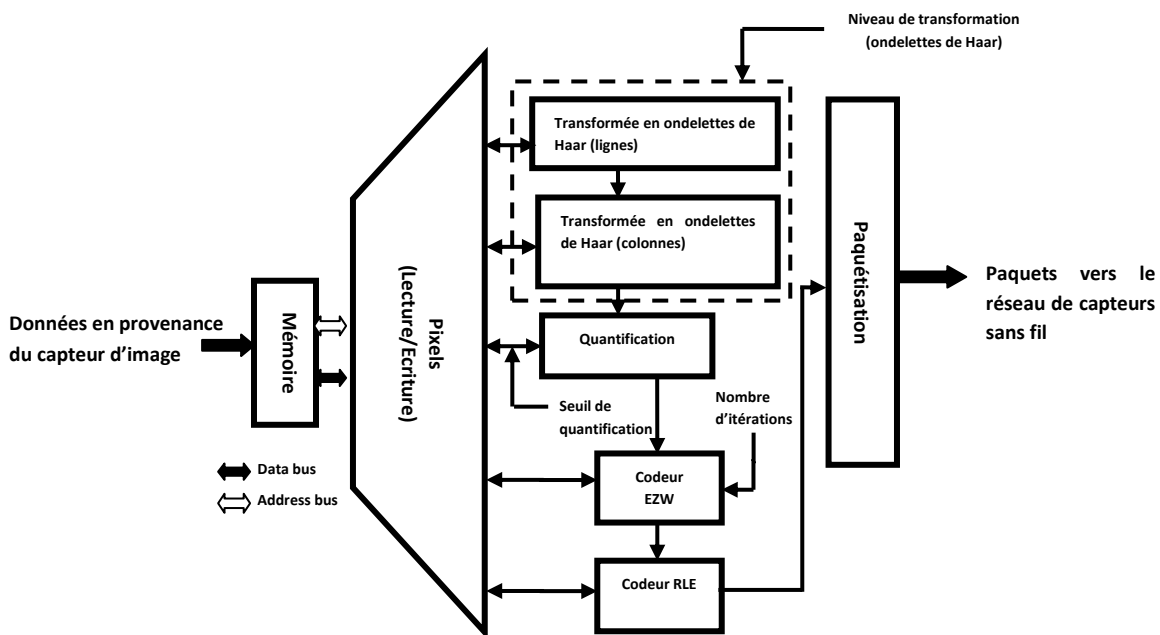 Niveau de transformation
(ondelettes de Haar)
Transformée en ondelettes de
Haar (lignes)
Transformée en ondelettes
de Haar (colonnes)
Paquétisation
Paquets vers le
réseau de capteurs
sans fil
Données en provenance
du capteur d’image
Mémoire
Pixels
(Lecture/Ecriture)
Quantification
Seuil de
quantification
Nombre
d’itérations
Data bus
Address bus
Codeur
EZW
Codeur RLE